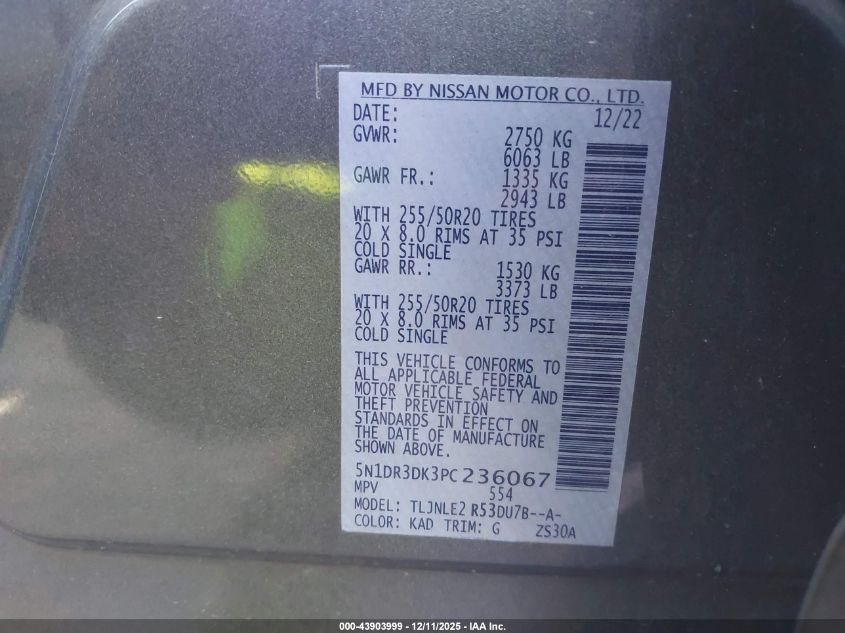 MFD BY NISSAN MOTOR CO., LTD.
DATE: 12/22
GVWR: 2750 KG
6063 LB
GAWR FR.: 1335 KG
2943 LB
WITH 255/50R20 TIRES
20 X 8.0 RIMS AT 35 PSI
COLD SINGLE
GAWR RR.: 1530 KG
3373 LB
WITH 255/50R20 TIRES
20 X 8.0 RIMS AT 35 PSI
COLD SINGLE
THIS VEHICLE CONFORMS TO
ALL APPLICABLE FEDERAL
MOTOR VEHICLE SAFETY AND
THEFT PREVENTION
STANDARDS IN EFFECT ON
THE DATE OF MANUFACTURE
SHOWN ABOVE.
5N1DR3DK3PC236067
MPV 554
MODEL: TLJNLE2 R53DU7B--A-
COLOR: KAD TRIM: G ZS30A
000-43903999 - 12/11/2025 - IAA Inc.